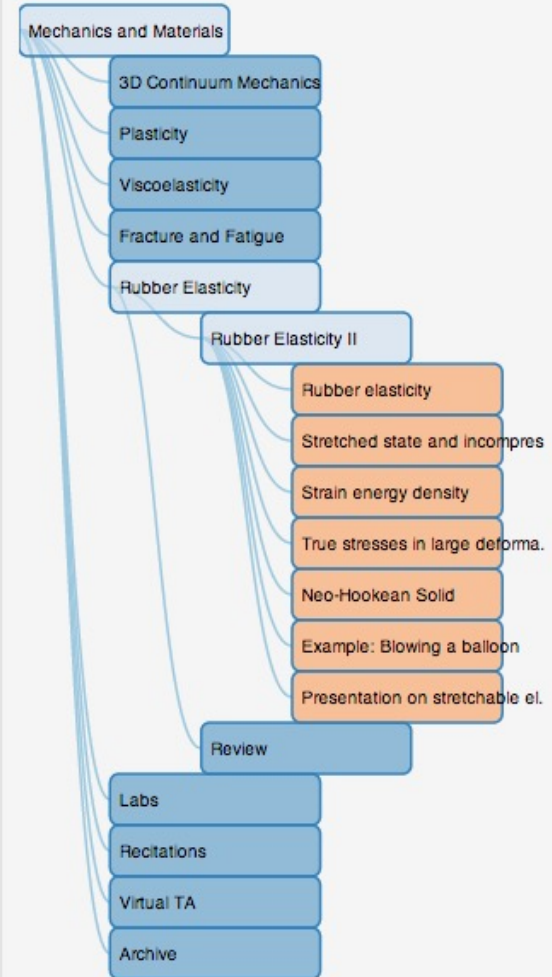 Mechanics and Materials
3D Continuum Mechanics
Plasticity
Viscoelasticity
Fracture and Fatigue
Rubber Elasticity
Rubber Elasticity II
Rubber elasticity
Stretched state and incompres
Strain energy density
True stresses in large deforma.
Neo-Hookean Solid
Example: Blowing a balloon
Presentation on stretchable el.
Review
Labs
Recitations
Virtual TA
Archive